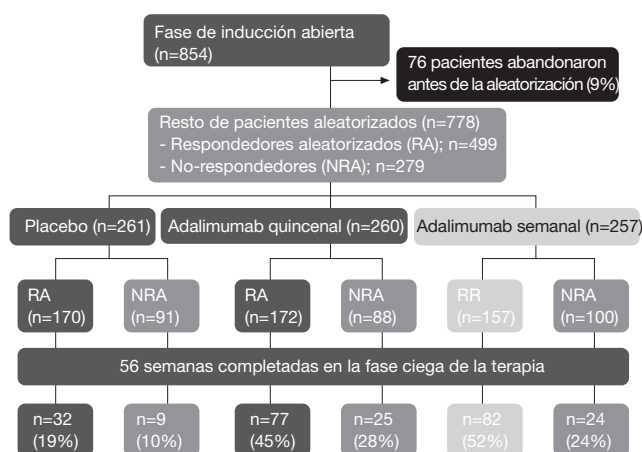 Fase de inducción abierta
(n=854)
76 pacientes abandonaron
antes de la aleatorización (9%)
Resto de pacientes aleatorizados (n=778)
- Respondedores aleatorizados (RA); n=499
- No-respondedores (NRA); n=279
Placebo (n=261)
Adalimumab quincenal (n=260)
Adalimumab semanal (n=257)
RA
(n=170)
NRA
(n=91)
RA
(n=172)
NRA
(n=88)
RR
(n=157)
NRA
(n=100)
56 semanas completadas en la fase ciega de la terapia
n=32
(19%)
n=9
(10%)
n=77
(45%)
n=25
(28%)
n=82
(52%)
n=24
(24%)